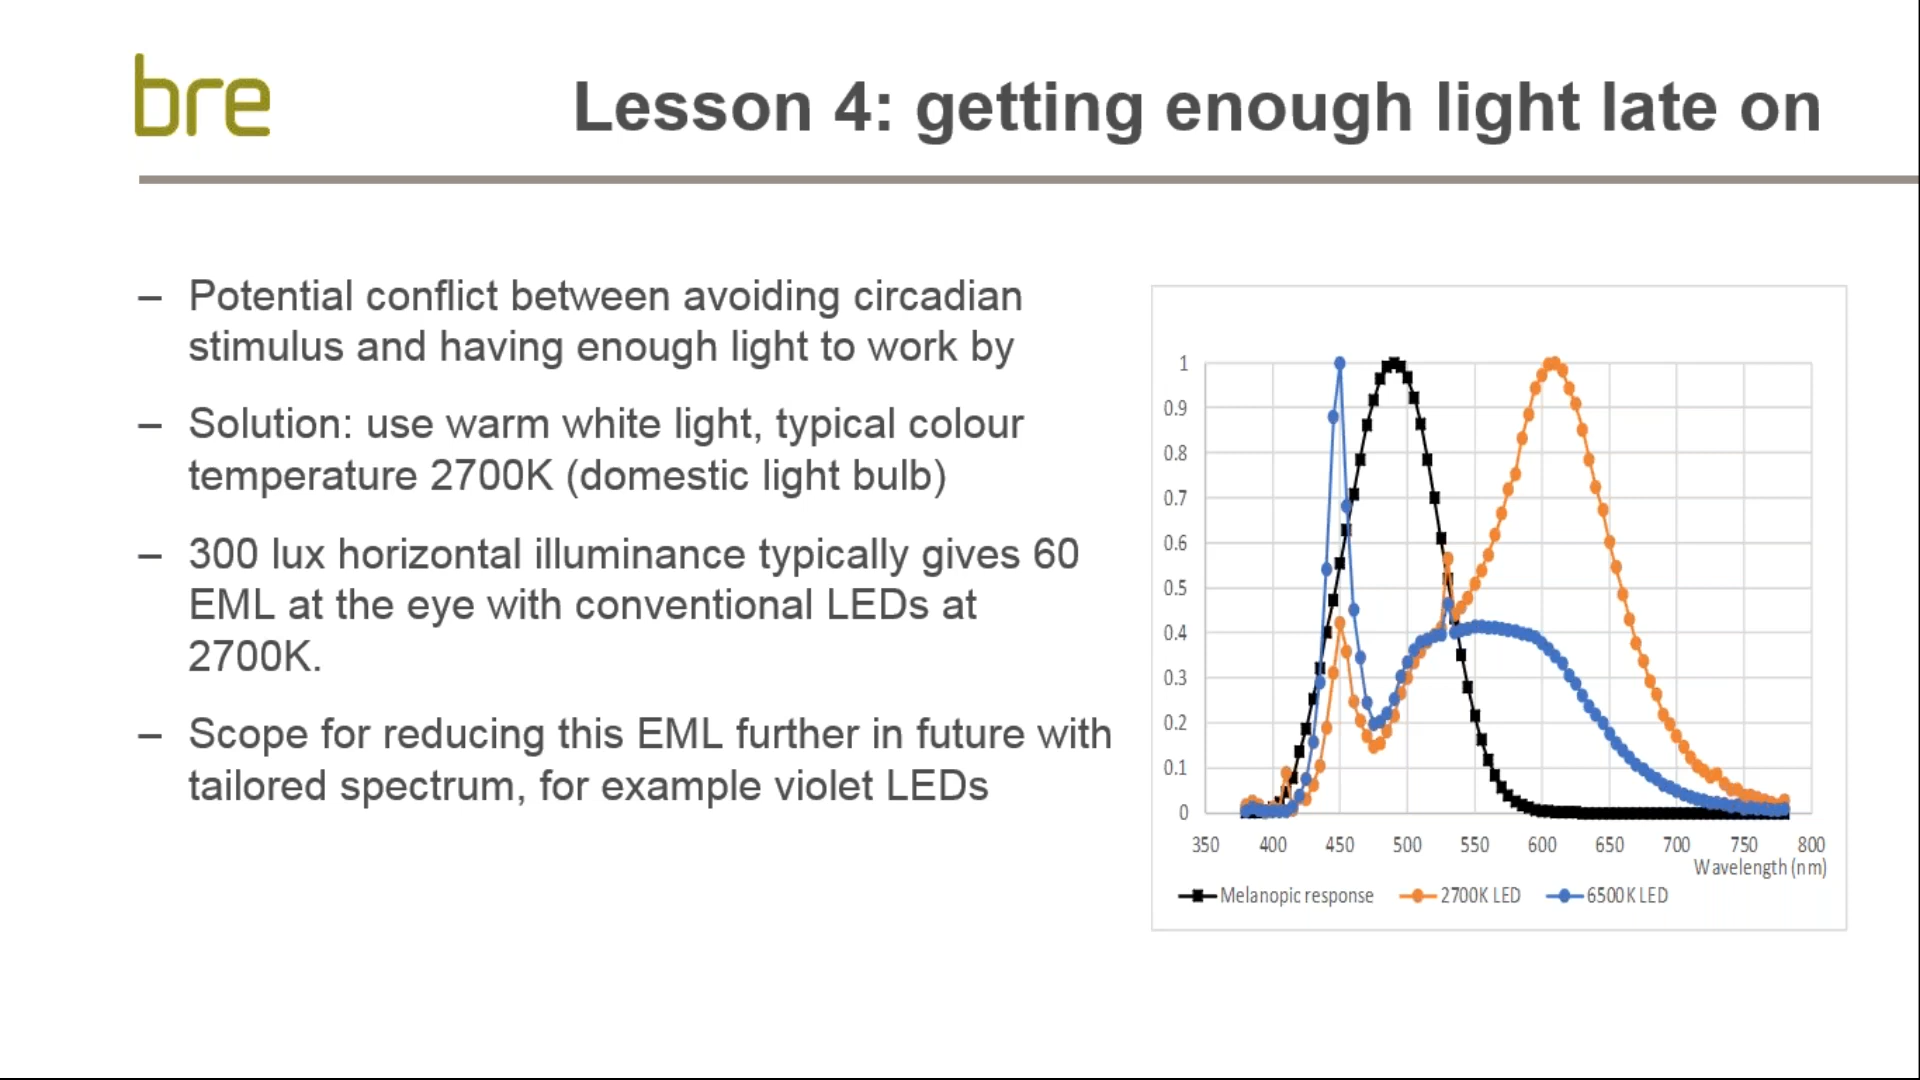 bre
Lesson 4: getting enough light late on
– Potential conflict between avoiding circadian
stimulus and having enough light to work by
– Solution: use warm white light, typical colour
temperature 2700K (domestic light bulb)
– 300 lux horizontal illuminance typically gives 60
EML at the eye with conventional LEDs at
2700K.
– Scope for reducing this EML further in future with
tailored spectrum, for example violet LEDs
1
0.9
0.8
0.7
0.6
0.5
0.4
0.3
0.2
0.1
0
350 400 450 500 550 600 650 700 750 800
Wavelength (nm)
Melanopic response 2700K LED 6500K LED